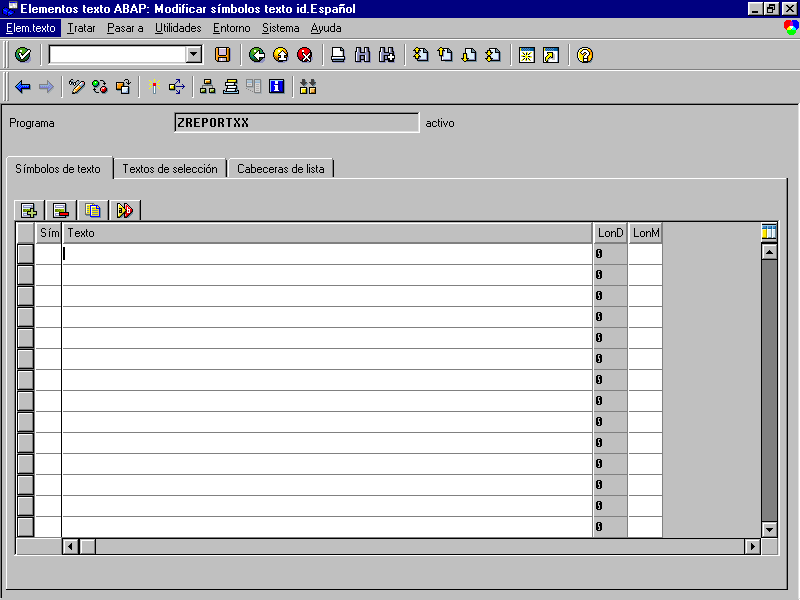 Elementos texto ABAP: Modificar símbolos texto id.Español
Elem.texto Tratar Pasar a Utilidades Entorno Sistema Ayuda
Programa ZREPORTXX activo
Símbolos de texto Textos de selección Cabeceras de lista
Sím Texto LonD LonM
0
0
0
0
0
0
0
0
0
0
0
0
0
0